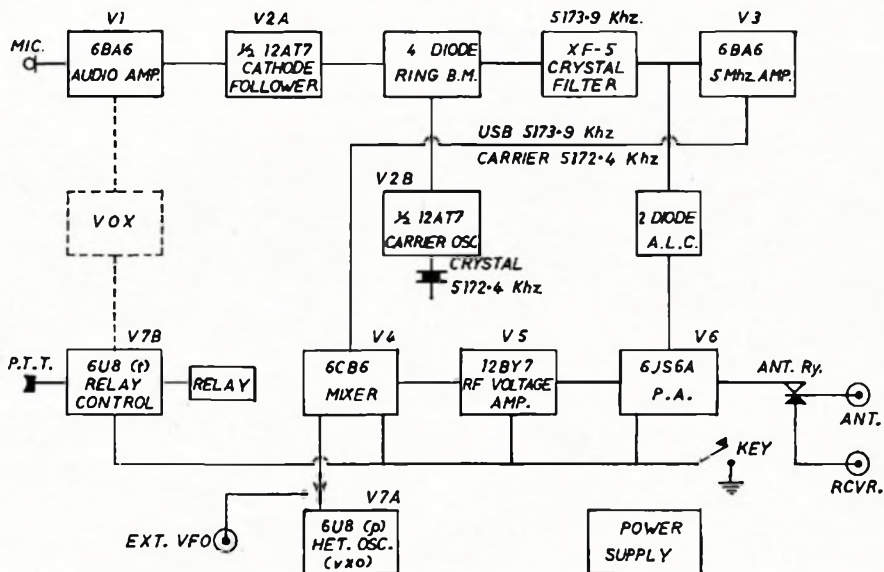 V1
V2A
5173·9 Khz.
V3
MIC.
6BA6
AUDIO AMP.
½ 12AT7
CATHODE
FOLLOWER
4 DIODE
RING B.M.
XF-5
CRYSTAL
FILTER
6BA6
5Mhz AMP.
USB 5173·9 Khz
CARRIER 5172·4 Khz
V2B
VOX
½ 12AT7
CARRIER OSC
2 DIODE
A.L.C.
CRYSTAL
5172·4 Khz
V7B
V4
V5
V6
P.T.T.
6U8 (t)
RELAY
CONTROL
RELAY
6CB6
MIXER
12BY7
RF VOLTAGE
AMP.
6JS6A
P.A.
ANT. Ry.
ANT.
KEY
RCVR.
V7A
EXT. VFO
6U8 (p)
HET. OSC.
(vxo)
POWER
SUPPLY